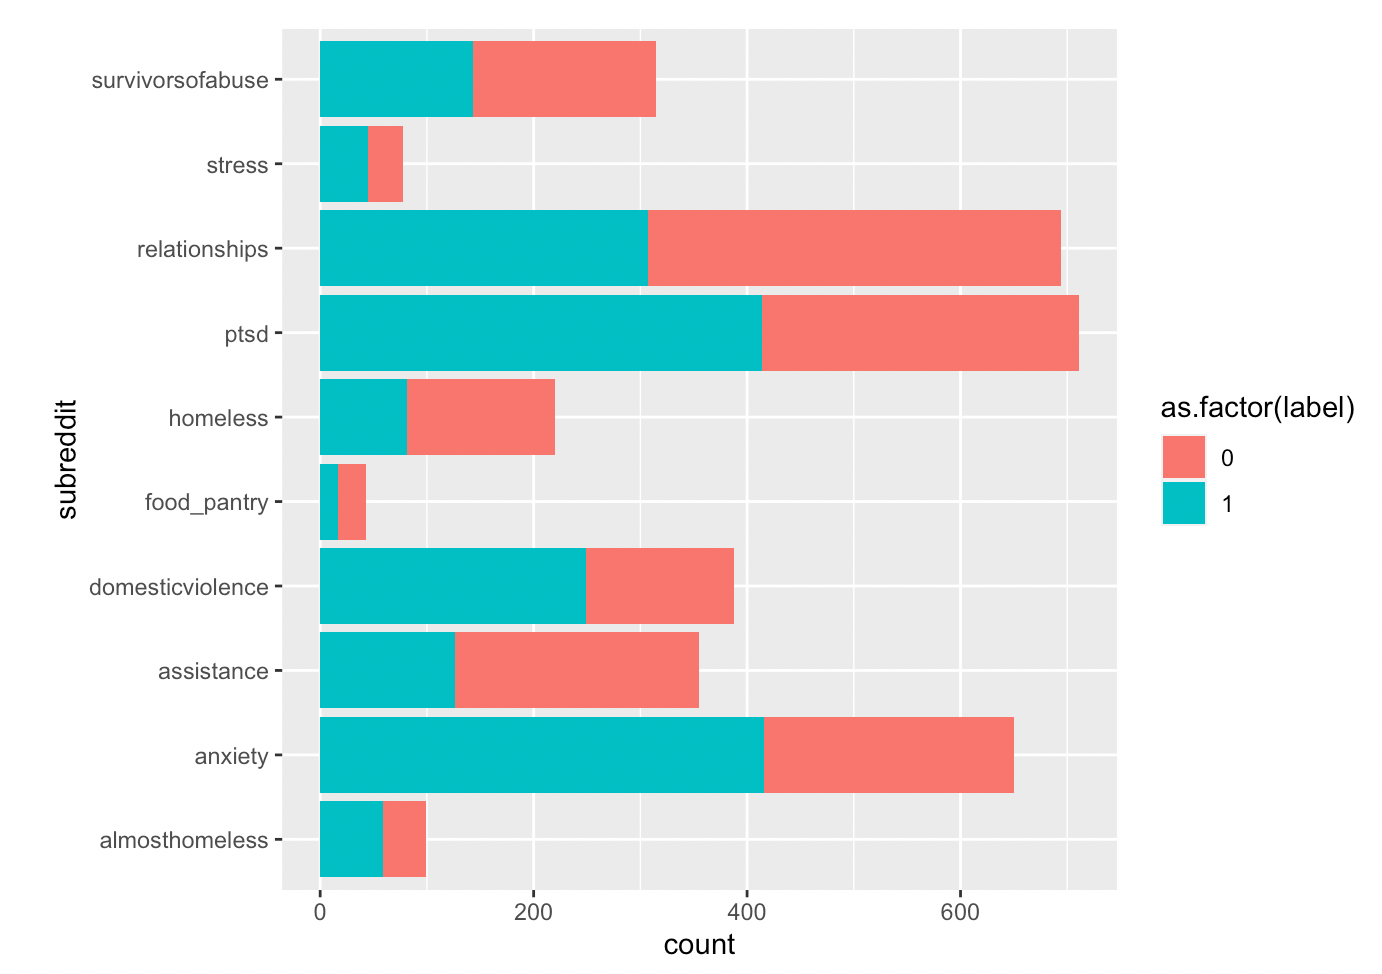 survivorsofabuse
stress
relationships
ptsd
homeless
food_pantry
domesticviolence
assistance
anxiety
almosthomeless
subreddit
0
200
400
600
count
as.factor(label)
0
1